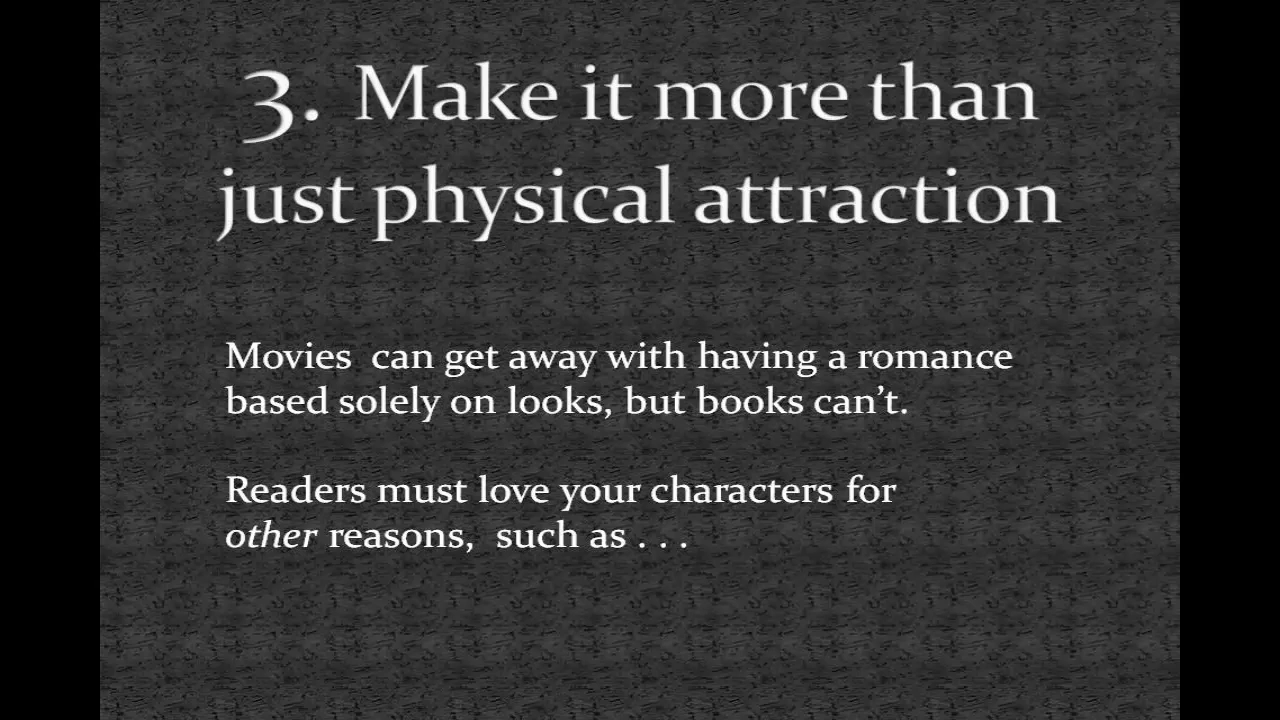 3. Make it more than
just physical attraction
Movies can get away with having a romance
based solely on looks, but books can’t.
Readers must love your characters for
other reasons, such as . . .